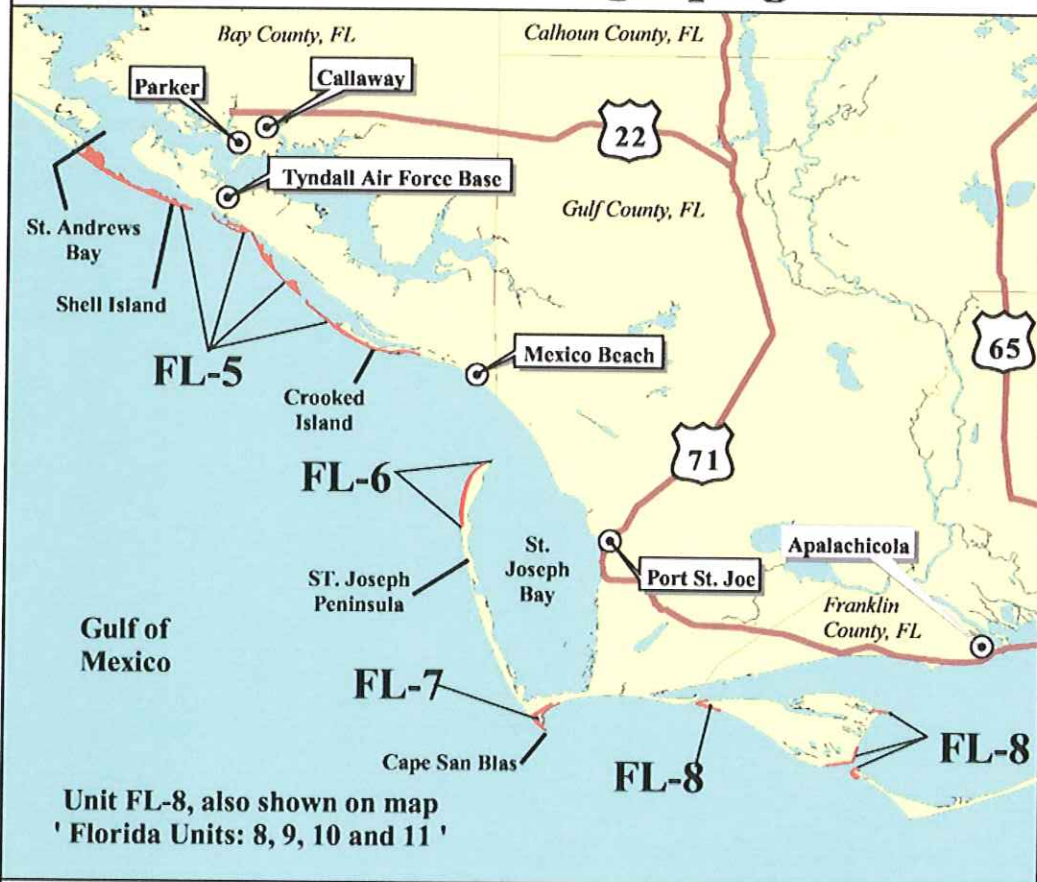 Bay County, FL
Calhoun County, FL
Parker
Callaway
22
Tyndall Air Force Base
Gulf County, FL
St. Andrews
Bay
Shell Island
65
FL-5
Mexico Beach
Crooked
Island
71
FL-6
St.
Joseph
Bay
Apalachicola
Port St. Joe
ST. Joseph
Peninsula
Franklin
County, FL
Gulf of
Mexico
FL-7
FL-8
Cape San Blas
FL-8
Unit FL-8, also shown on map
' Florida Units: 8, 9, 10 and 11 '